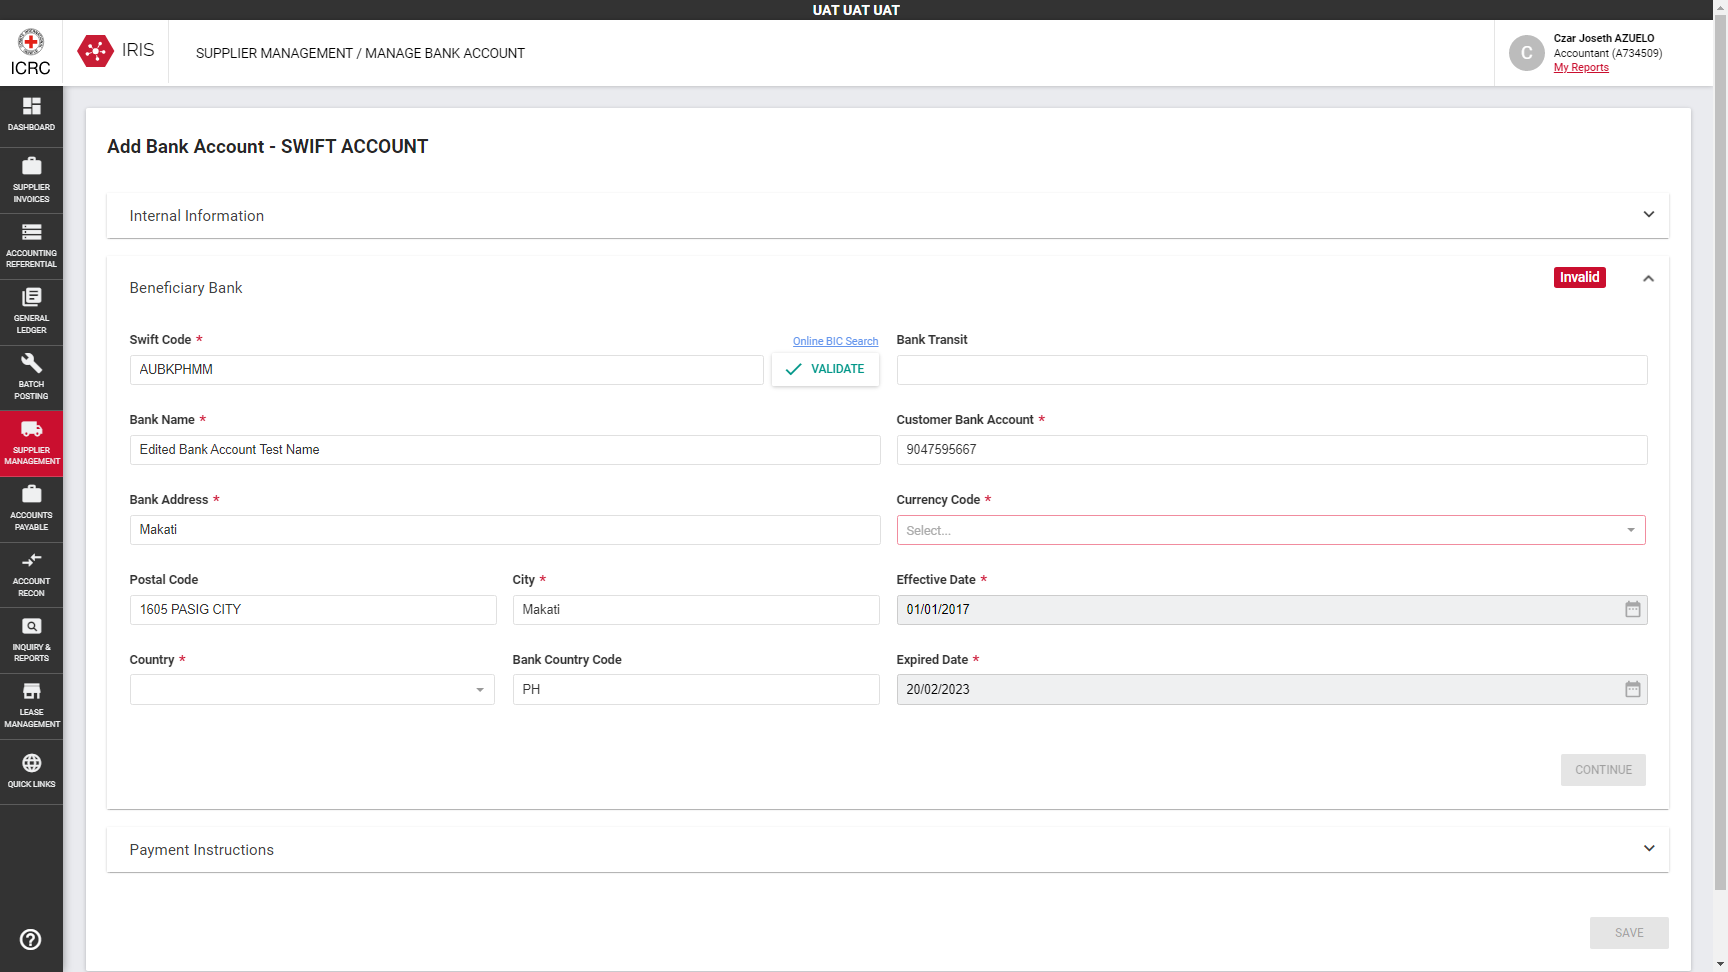 UAT UAT UAT
ICRC
IRIS
SUPPLIER MANAGEMENT / MANAGE BANK ACCOUNT
C
Czar Joseth AZUELO
Accountant (A734509)
My Reports
DASHBOARD
SUPPLIER
INVOICES
ACCOUNTING
REFERENTIAL
GENERAL
LEDGER
BATCH
POSTING
SUPPLIER
MANAGEMENT
ACCOUNTS
PAYABLE
ACCOUNT
RECON
INQUIRY &
REPORTS
LEASE
MANAGEMENT
QUICK LINKS
Add Bank Account - SWIFT ACCOUNT
Internal Information
Beneficiary Bank
Invalid
Swift Code *
Online BIC Search
AUBKPHMM
VALIDATE
Bank Transit
Bank Name *
Edited Bank Account Test Name
Customer Bank Account *
9047595667
Bank Address *
Makati
Currency Code *
Select...
Postal Code
1605 PASIG CITY
City *
Makati
Effective Date *
01/01/2017
Country *
Bank Country Code
PH
Expired Date *
20/02/2023
CONTINUE
Payment Instructions
SAVE